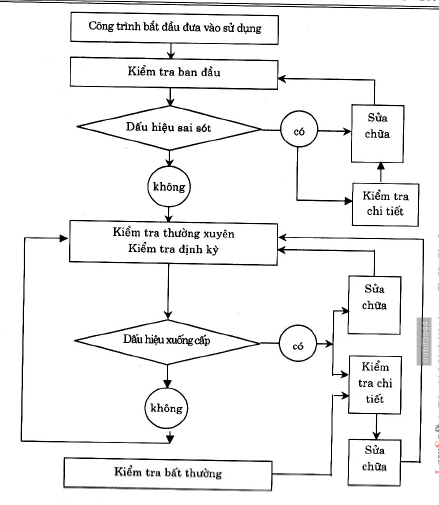 Công trình bắt đầu đưa vào sử dụng
Kiểm tra ban đầu
Dấu hiệu sai sót
có
Sửa
chữa
không
Kiểm tra
chi tiết
Kiểm tra thường xuyên
Kiểm tra định kỳ
Sửa
chữa
Dấu hiệu xuống cấp
có
Kiểm
tra chi
tiết
không
Sửa
chữa
Kiểm tra bất thường